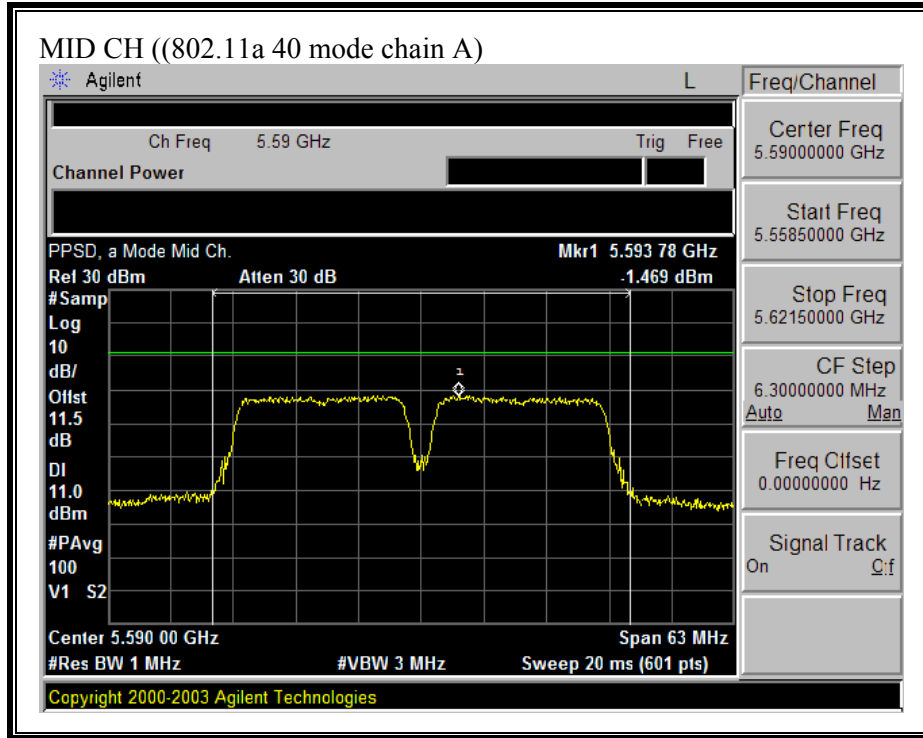 MID CH ((802.11a 40 mode chain A)
Agilent L Freq/Channel
Ch Freq 5.59 GHz Trig Free
Channel Power
Center Freq
5.59000000 GHz
Start Freq
5.55850000 GHz
Stop Freq
5.62150000 GHz
CF Step
6.30000000 MHz
Auto Man
Freq Offset
0.00000000 Hz
Signal Track
On Off
PPSD, a Mode Mid Ch. Mkr1 5.593 78 GHz
Ref 30 dBm Atten 30 dB -1.469 dBm
#Samp
Log
10
dB/
Offst
11.5
dB
DI
11.0
dBm
#PAvg
100
V1 S2
1
Center 5.590 00 GHz Span 63 MHz
#Res BW 1 MHz #VBW 3 MHz Sweep 20 ms (601 pts)
Copyright 2000-2003 Agilent Technologies